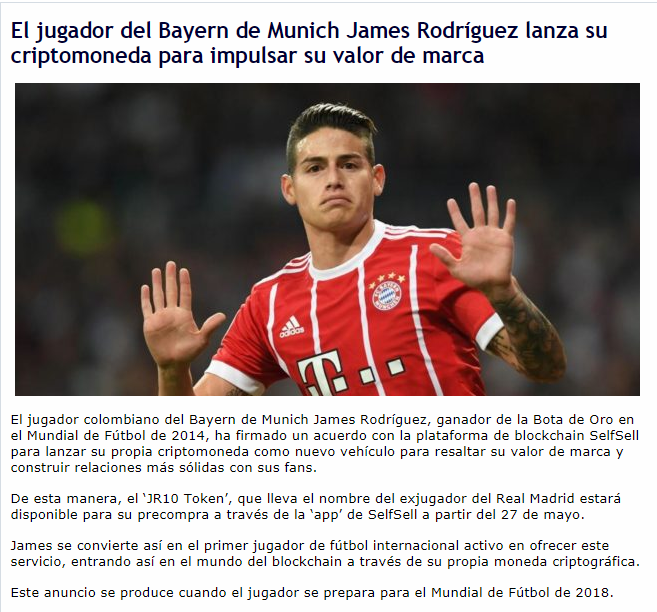 El jugador del Bayern de Munich James Rodríguez lanza su
criptomoneda para impulsar su valor de marca
adidas
T
El jugador colombiano del Bayern de Munich James Rodríguez, ganador de la Bota de Oro en
el Mundial de Fútbol de 2014, ha firmado un acuerdo con la plataforma de blockchain SelfSell
para lanzar su propia criptomoneda como nuevo vehículo para resaltar su valor de marca y
construir relaciones más sólidas con sus fans.
De esta manera, el ‘JR10 Token’, que lleva el nombre del exjugador del Real Madrid estará
disponible para su precompra a través de la ‘app’ de SelfSell a partir del 27 de mayo.
James se convierte así en el primer jugador de fútbol internacional activo en ofrecer este
servicio, entrando así en el mundo del blockchain a través de su propia moneda criptográfica.
Este anuncio se produce cuando el jugador se prepara para el Mundial de Fútbol de 2018.